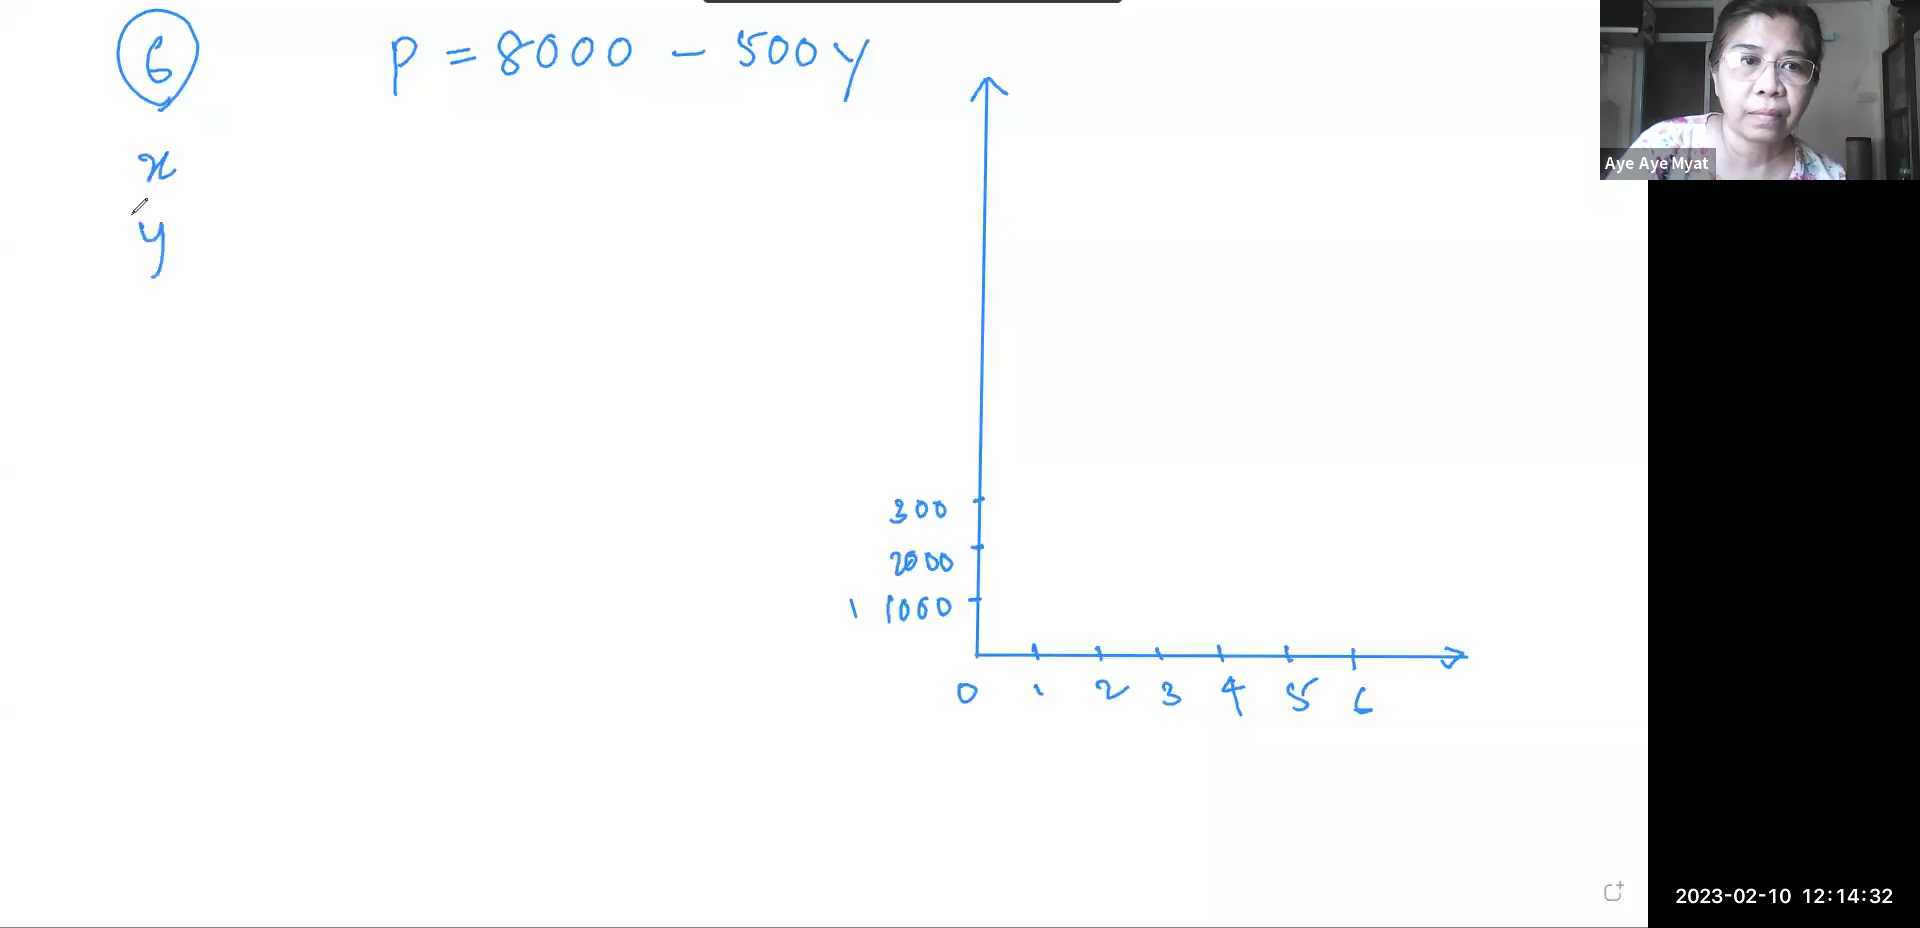 6 P = 8000 - 500y
x
y
300
2000
1 1000
0 1 2 3 4 5 6
Aye Aye Myat
2023-02-10 12:14:32